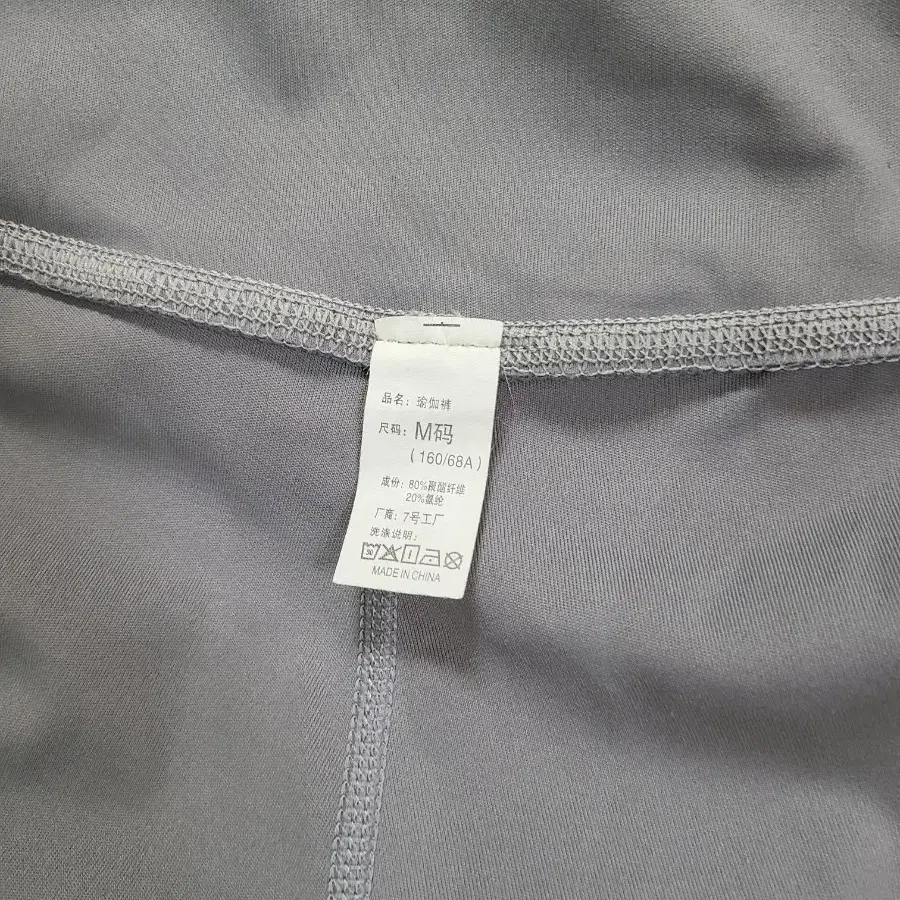 品名: 瑜伽裤
尺码: M码
(160/68A)
成份: 80%聚酯纤维
20%氨纶
厂商: 7号工厂
洗涤说明:
30
MADE IN CHINA